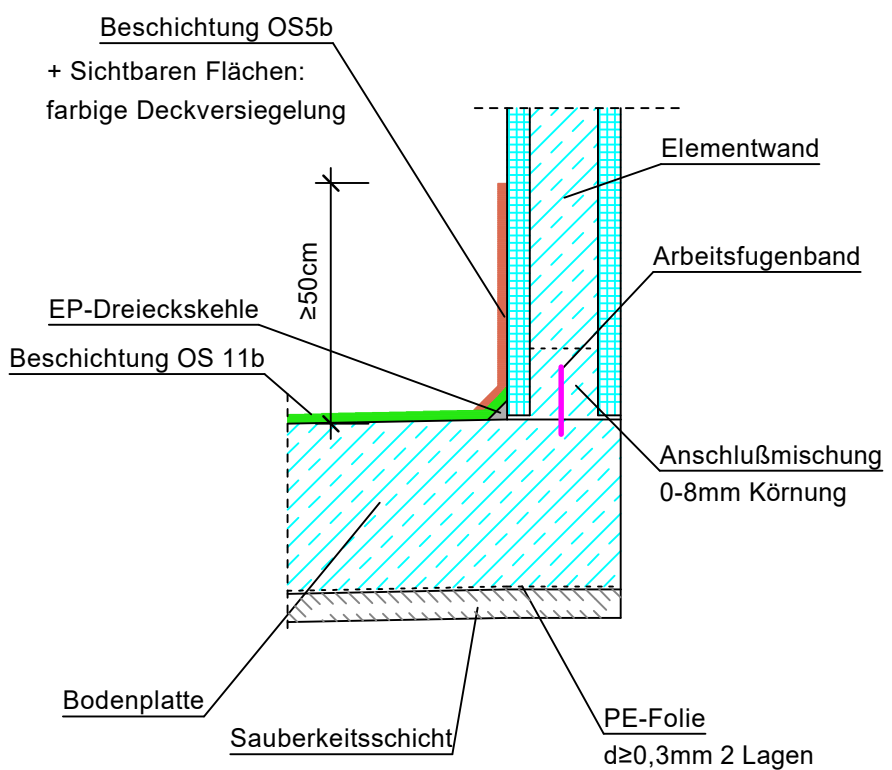 Beschichtung OS5b
+ Sichtbaren Flächen:
farbige Deckversiegelung
Elementwand
Arbeitsfugenband
≥50cm
EP-Dreieckskehle
Beschichtung OS 11b
Anschlußmischung
0-8mm Körnung
Bodenplatte
Sauberkeitsschicht
PE-Folie
d≥0,3mm 2 Lagen